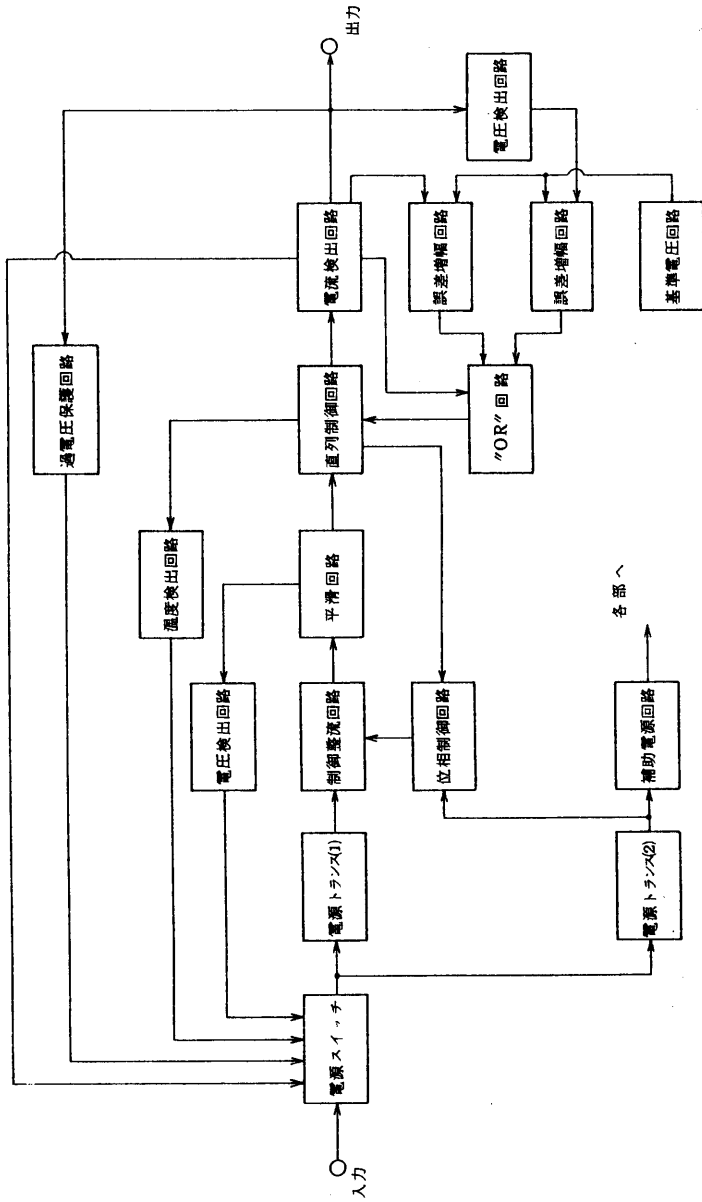 過電圧保護回路
温度検出回路
電圧検出回路
入力
電源スイッチ
電源トランス(1)
制御整流回路
平滑回路
直列制御回路
電流検出回路
出力
位相制御回路
"OR"回路
誤差増幅回路
電圧検出回路
誤差増幅回路
電源トランス(2)
補助電源回路
各部へ
基準電圧回路